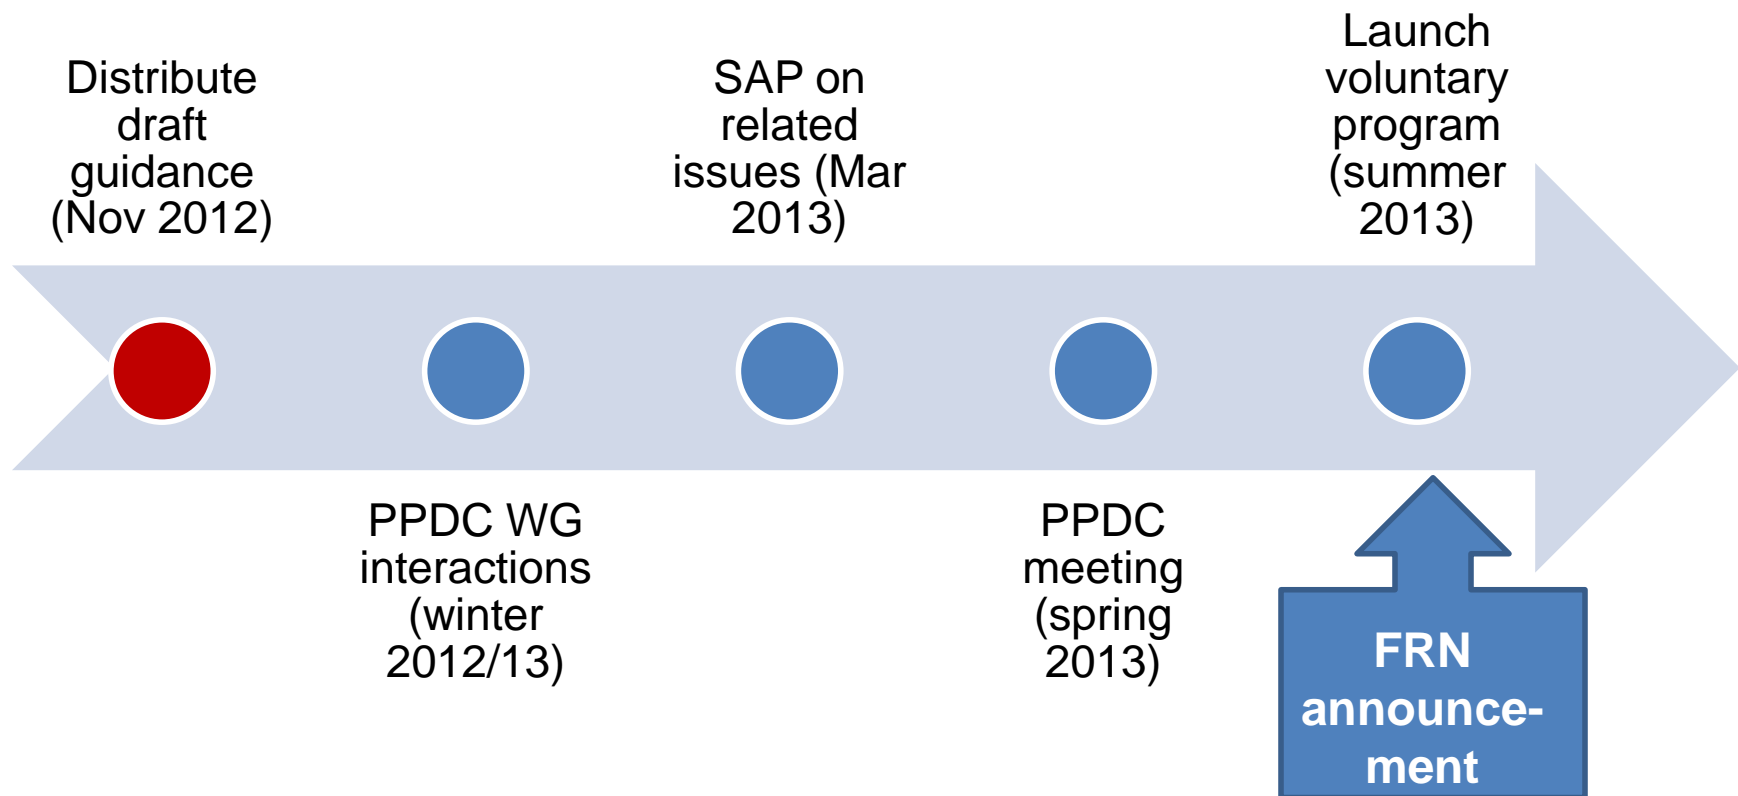 Distribute
draft
guidance
(Nov 2012)
PPDC WG
interactions
(winter
2012/13)
SAP on
related
issues (Mar
2013)
PPDC
meeting
(spring
2013)
Launch
voluntary
program
(summer
2013)
FRN
announce-
ment